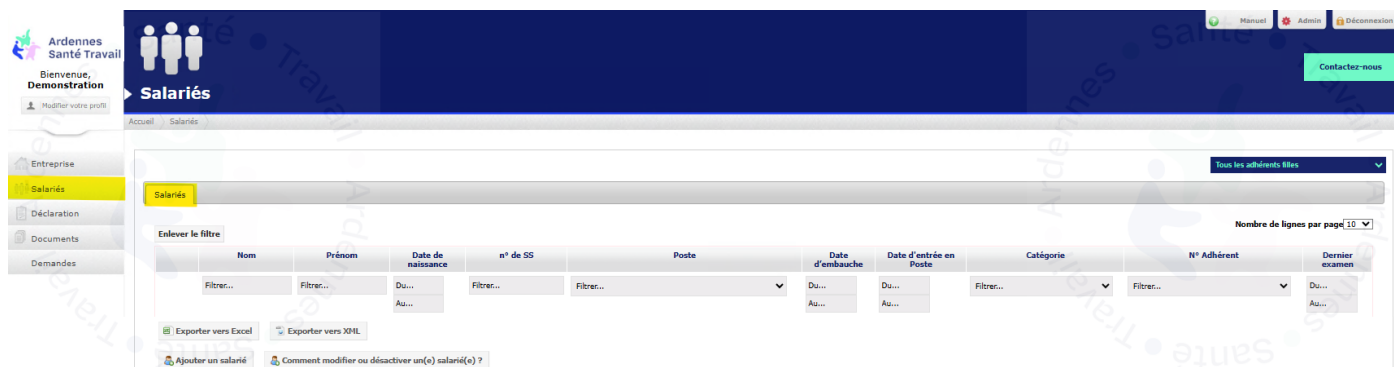 Ardennes
Santé Travail
Bienvenue,
Demonstration
Modifier votre profil
Manuel
Admin
Déconnexion
Contactez-nous
Salariés
Accueil
Salariés
Entreprise
Salariés
Déclaration
Documents
Demandes
Tous les adhérents filles
Salariés
Nombre de lignes par page 10
Enlever le filtre
Nom Prénom Date de naissance n° de SS Poste Date d'embauche Date d'entrée en Poste Catégorie N° Adhérent Dernier examen
Filtrer... Filtrer... Du... Filtrer... Filtrer... Du... Du... Filtrer... Filtrer... Du...
Au... Au... Au... Au...
Exporter vers Excel Exporter vers XML
Ajouter un salarié Comment modifier ou désactiver un(e) salarié(e) ?
Ardennes Santé Travail